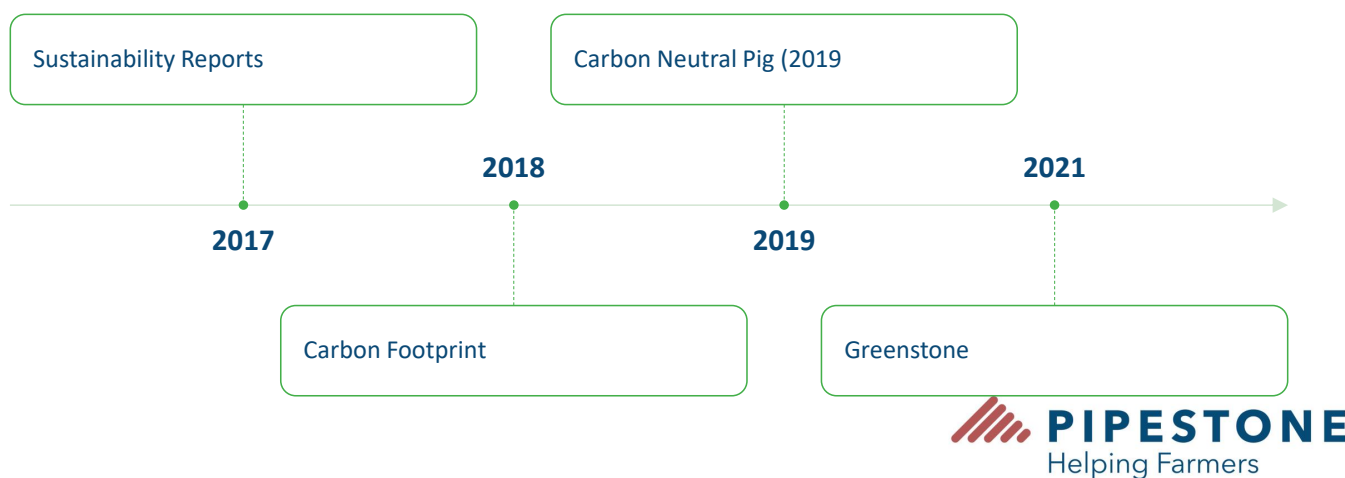 Sustainability Reports
Carbon Neutral Pig (2019
2018
2021
2017
2019
Carbon Footprint
Greenstone
PIPESTONE
Helping Farmers